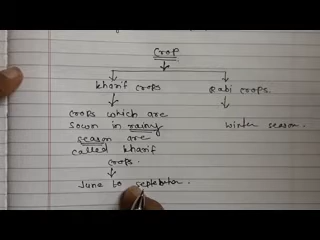 Crop
kharif crops Rabi crops.
Crops which are
sown in rainy winter season.
season are
called kharif
crops.
June to September.